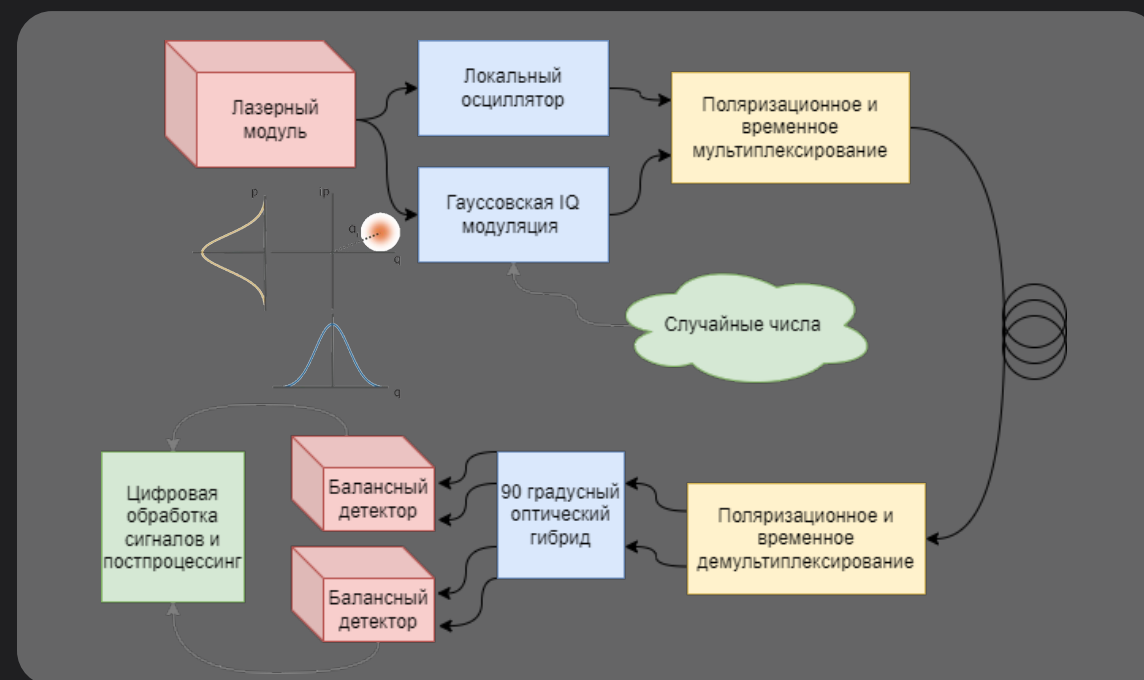 Лазерный
модуль
Локальный
осциллятор
Поляризационное и
временное
мультиплексирование
Гауссовская IQ
модуляция
p
ip
α
q
q
Случайные числа
Цифровая
обработка
сигналов и
постпроцессинг
Балансный
детектор
Балансный
детектор
90 градусный
оптический
гибрид
Поляризационное и
временное
демультиплексирование